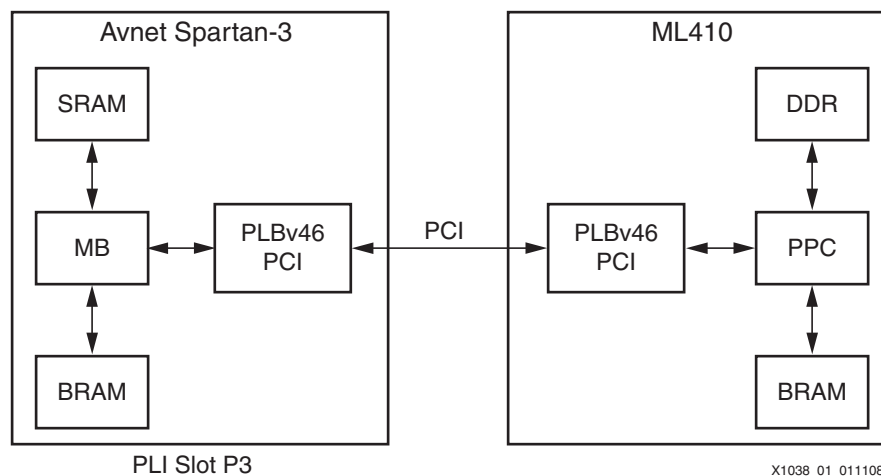 Avnet Spartan-3
ML410
SRAM
DDR
MB
PLBv46
PCI
PCI
PLBv46
PCI
PPC
BRAM
BRAM
PLI Slot P3
X1038_01_011108